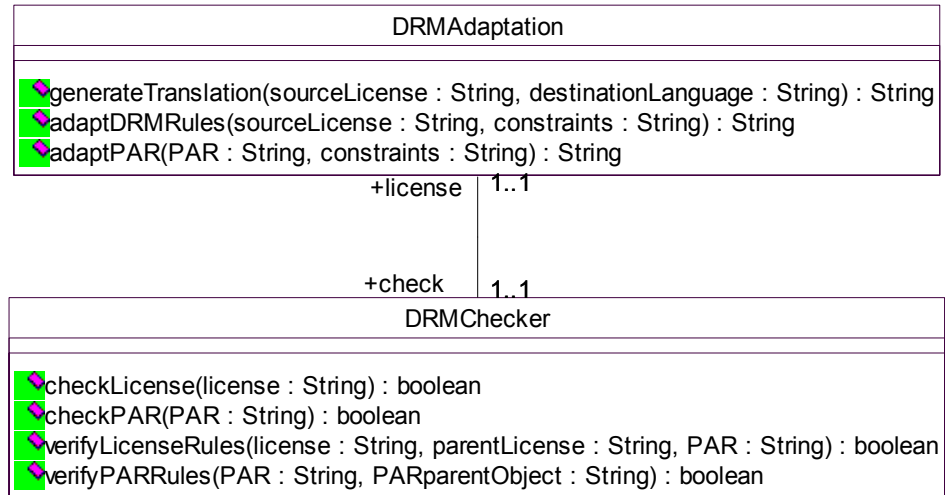 DRMAdaptation
generateTranslation(sourceLicense : String, destinationLanguage : String) : String
adaptDRMRules(sourceLicense : String, constraints : String) : String
adaptPAR(PAR : String, constraints : String) : String
+license 1..1
+check 1..1
DRMChecker
checkLicense(license : String) : boolean
checkPAR(PAR : String) : boolean
verifyLicenseRules(license : String, parentLicense : String, PAR : String) : boolean
verifyPARRules(PAR : String, PARparentObject : String) : boolean